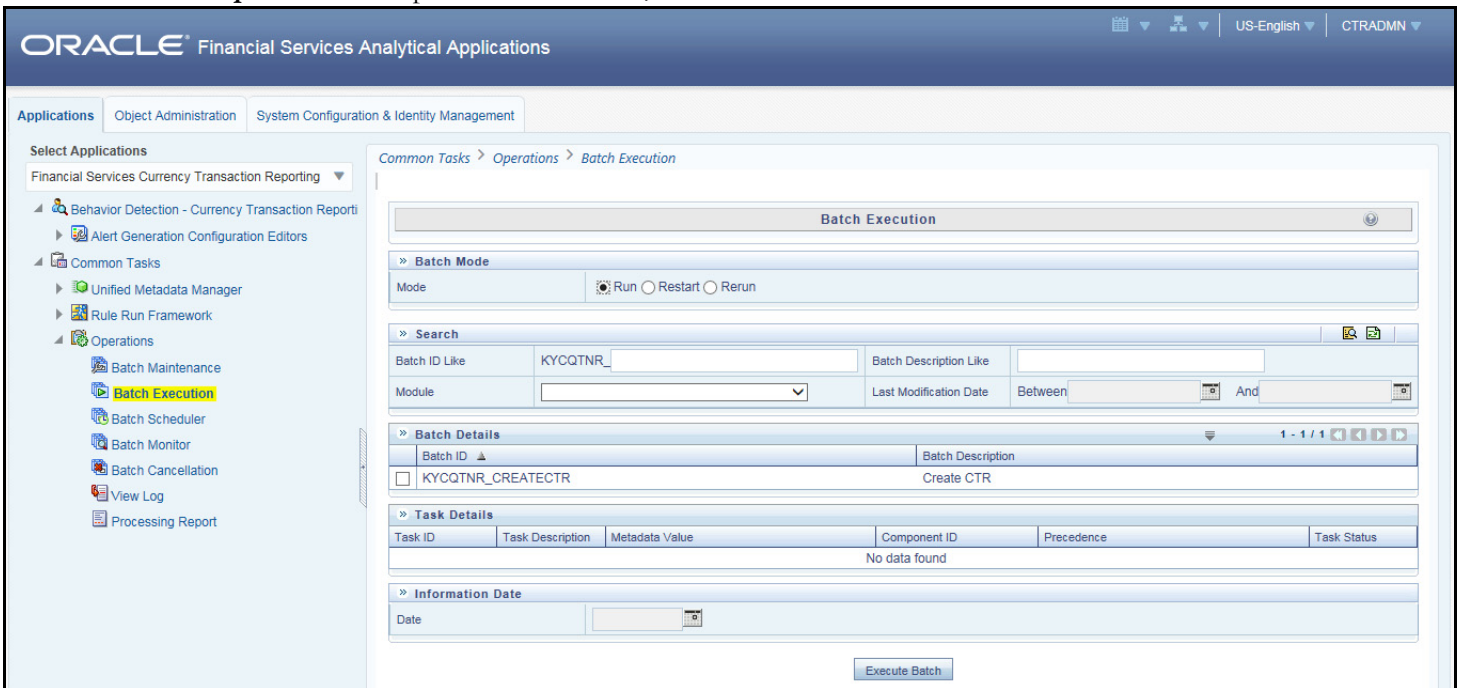 ORACLE® Financial Services Analytical Applications
US-English
CTRADMN
Applications
Object Administration
System Configuration & Identity Management
Select Applications
Financial Services Currency Transaction Reporting
Behavior Detection - Currency Transaction Reporti
Alert Generation Configuration Editors
Common Tasks
Unified Metadata Manager
Rule Run Framework
Operations
Batch Maintenance
Batch Execution
Batch Scheduler
Batch Monitor
Batch Cancellation
View Log
Processing Report
Common Tasks > Operations > Batch Execution
Batch Execution
» Batch Mode
Mode Run Restart Rerun
» Search
Batch ID Like KYCQTNR_ Batch Description Like
Module Last Modification Date Between And
» Batch Details 1 - 1 / 1
Batch ID Batch Description
KYCQTNR_CREATECTR Create CTR
» Task Details
Task ID Task Description Metadata Value Component ID Precedence Task Status
No data found
» Information Date
Date
Execute Batch